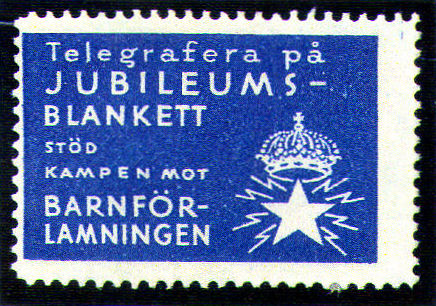 Telegrafera på
JUBILEUMS-
BLANKETT
STÖD
KAMPEN MOT
BARNFÖR-
LAMNINGEN